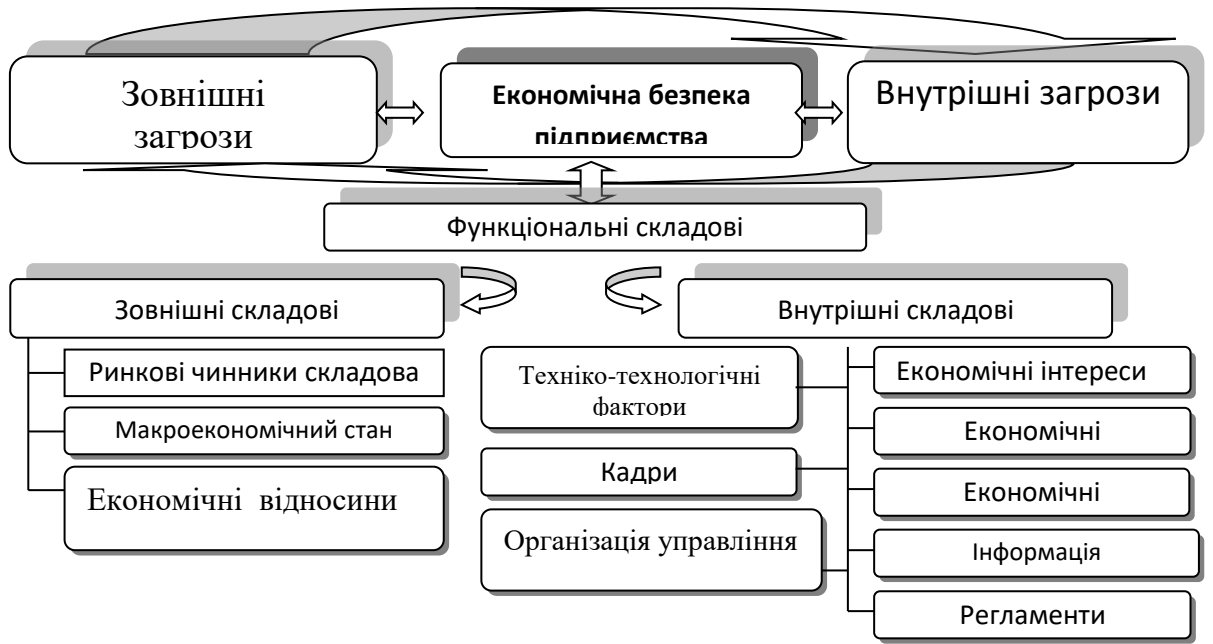 Зовнішні
загрози
Економічна безпека
підприємства
Внутрішні загрози
Функціональні складові
Зовнішні складові
Внутрішні складові
Ринкові чинники складова
Макроекономічний стан
Економічні відносини
Техніко-технологічні
фактори
Кадри
Організація управління
Економічні інтереси
Економічні
Економічні
Інформація
Регламенти